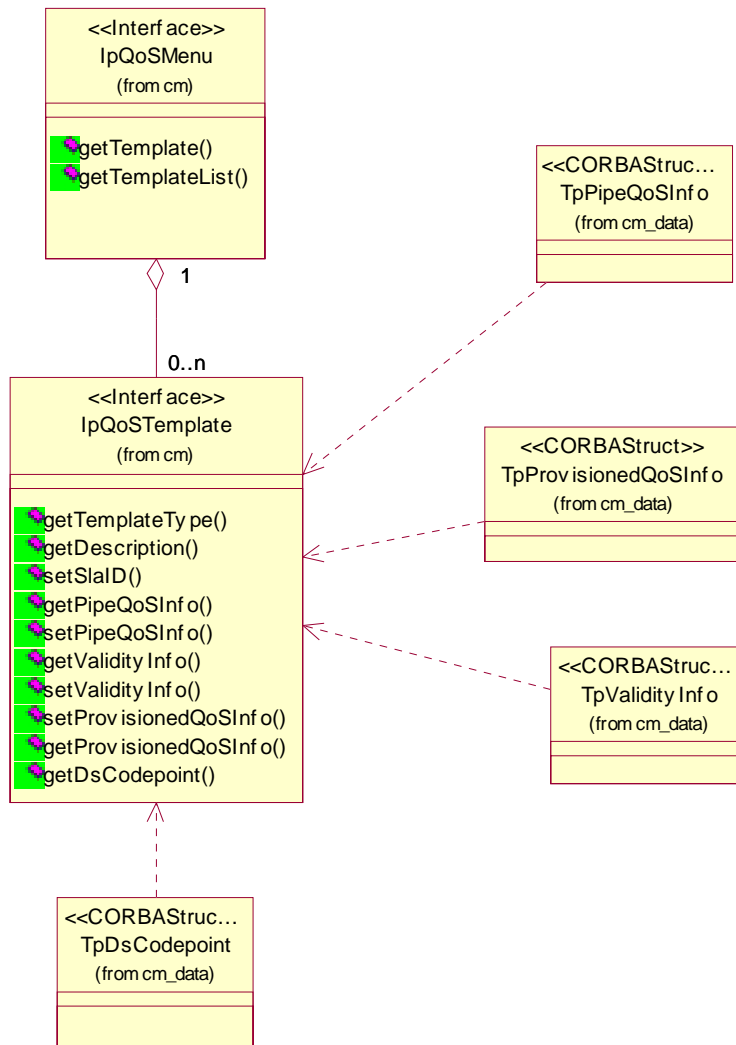 <<Interface>>
IpQoSMenu
(from cm)
getTemplate()
getTemplateList()
1
0..n
<<Interface>>
IpQoSTemplate
(from cm)
getTemplateType()
getDescription()
setSlaID()
getPipeQoSInfo()
setPipeQoSInfo()
getValidityInfo()
setValidityInfo()
setProvisionedQoSInfo()
getProvisionedQoSInfo()
getDsCodepoint()
<<CORBAStruc...
TpPipeQoSInfo
(from cm_data)
<<CORBAStruct>>
TpProvisionedQoSInfo
(from cm_data)
<<CORBAStruc...
TpValidityInfo
(from cm_data)
<<CORBAStruc...
TpDsCodepoint
(from cm_data)